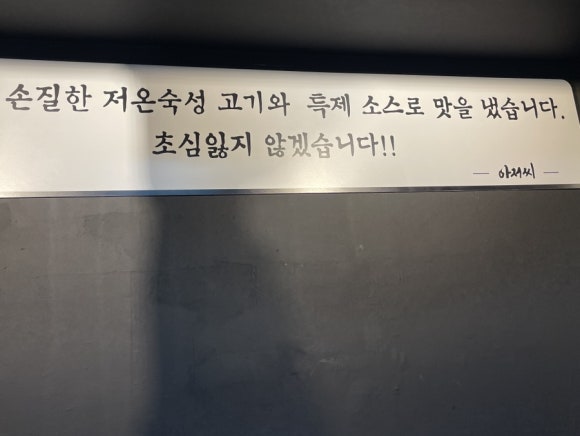 손질한 저온숙성 고기와 특제 소스로 맛을 냈습니다.
초심잃지 않겠습니다!!
— 아저씨 —